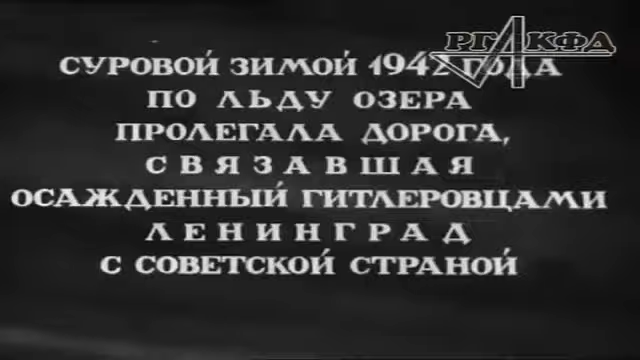 РГАКФД
СУРОВОЙ ЗИМОЙ 1942 ГОДА
ПО ЛЬДУ ОЗЕРА
ПРОЛЕГАЛА ДОРОГА,
СВЯЗАВШАЯ
ОСАЖДЕННЫЙ ГИТЛЕРОВЦАМИ
ЛЕНИНГРАД
С СОВЕТСКОЙ СТРАНОЙ